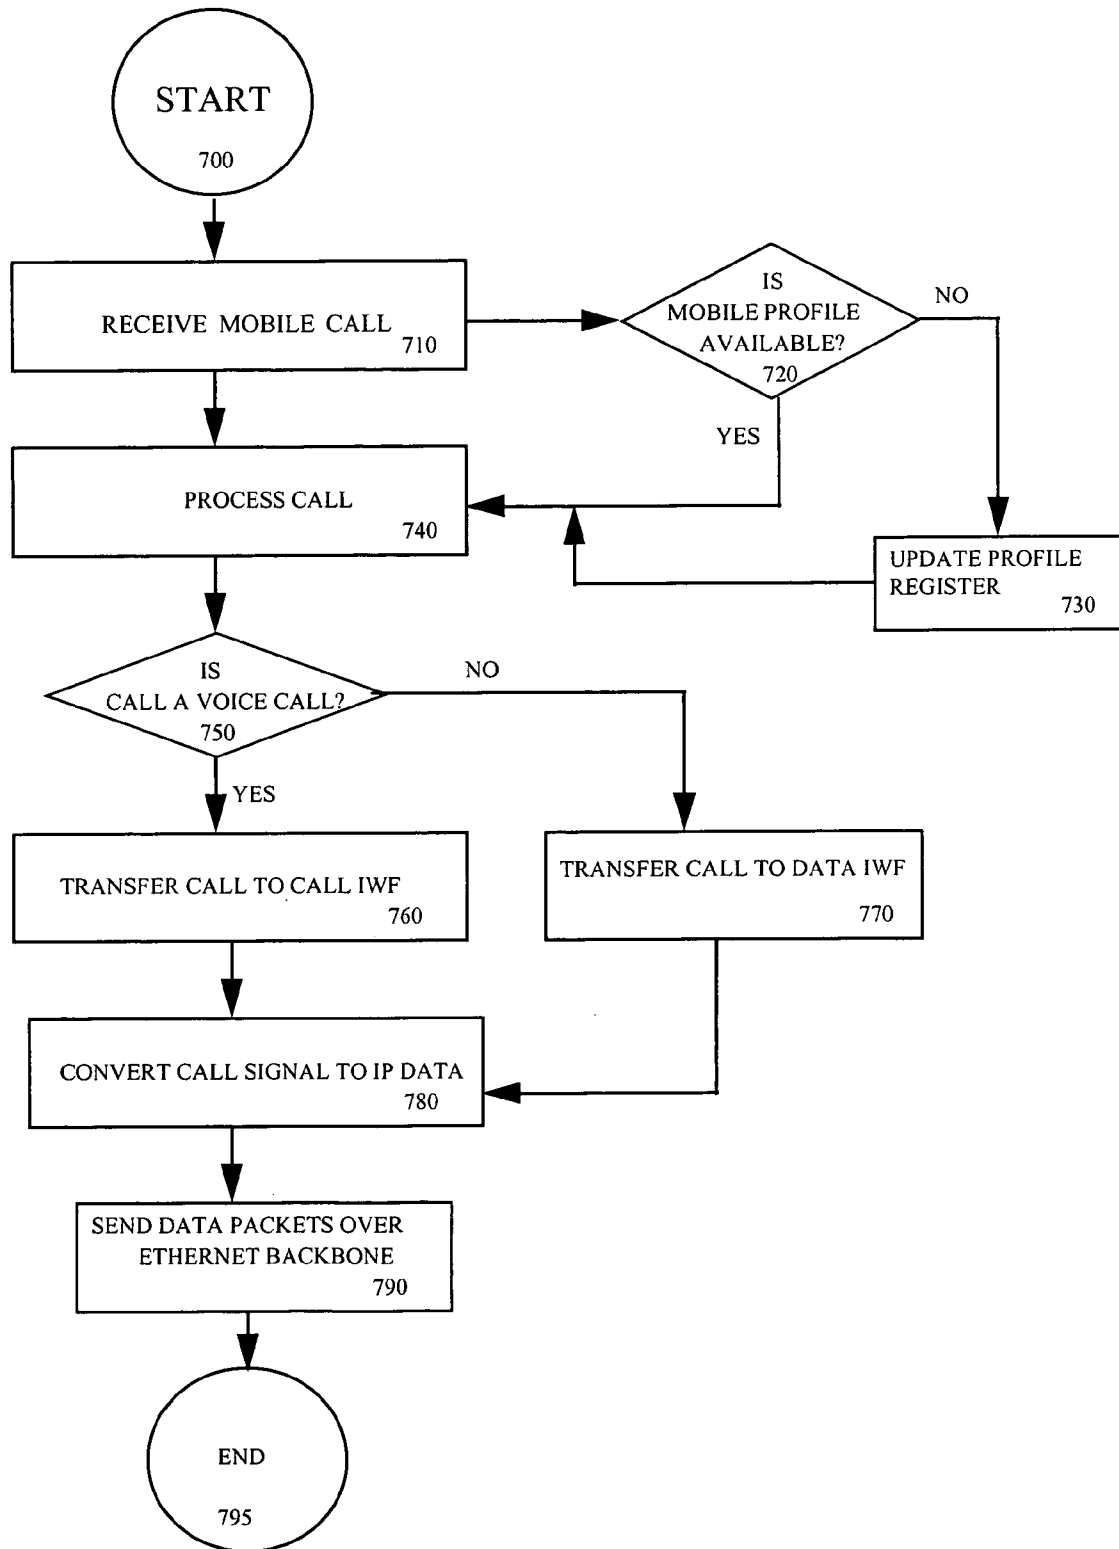 START
700
RECEIVE MOBILE CALL
710
IS
MOBILE PROFILE
AVAILABLE?
720
NO
YES
PROCESS CALL
740
UPDATE PROFILE
REGISTER
730
IS
CALL A VOICE CALL?
750
NO
YES
TRANSFER CALL TO CALL IWF
760
TRANSFER CALL TO DATA IWF
770
CONVERT CALL SIGNAL TO IP DATA
780
SEND DATA PACKETS OVER
ETHERNET BACKBONE
790
END
795